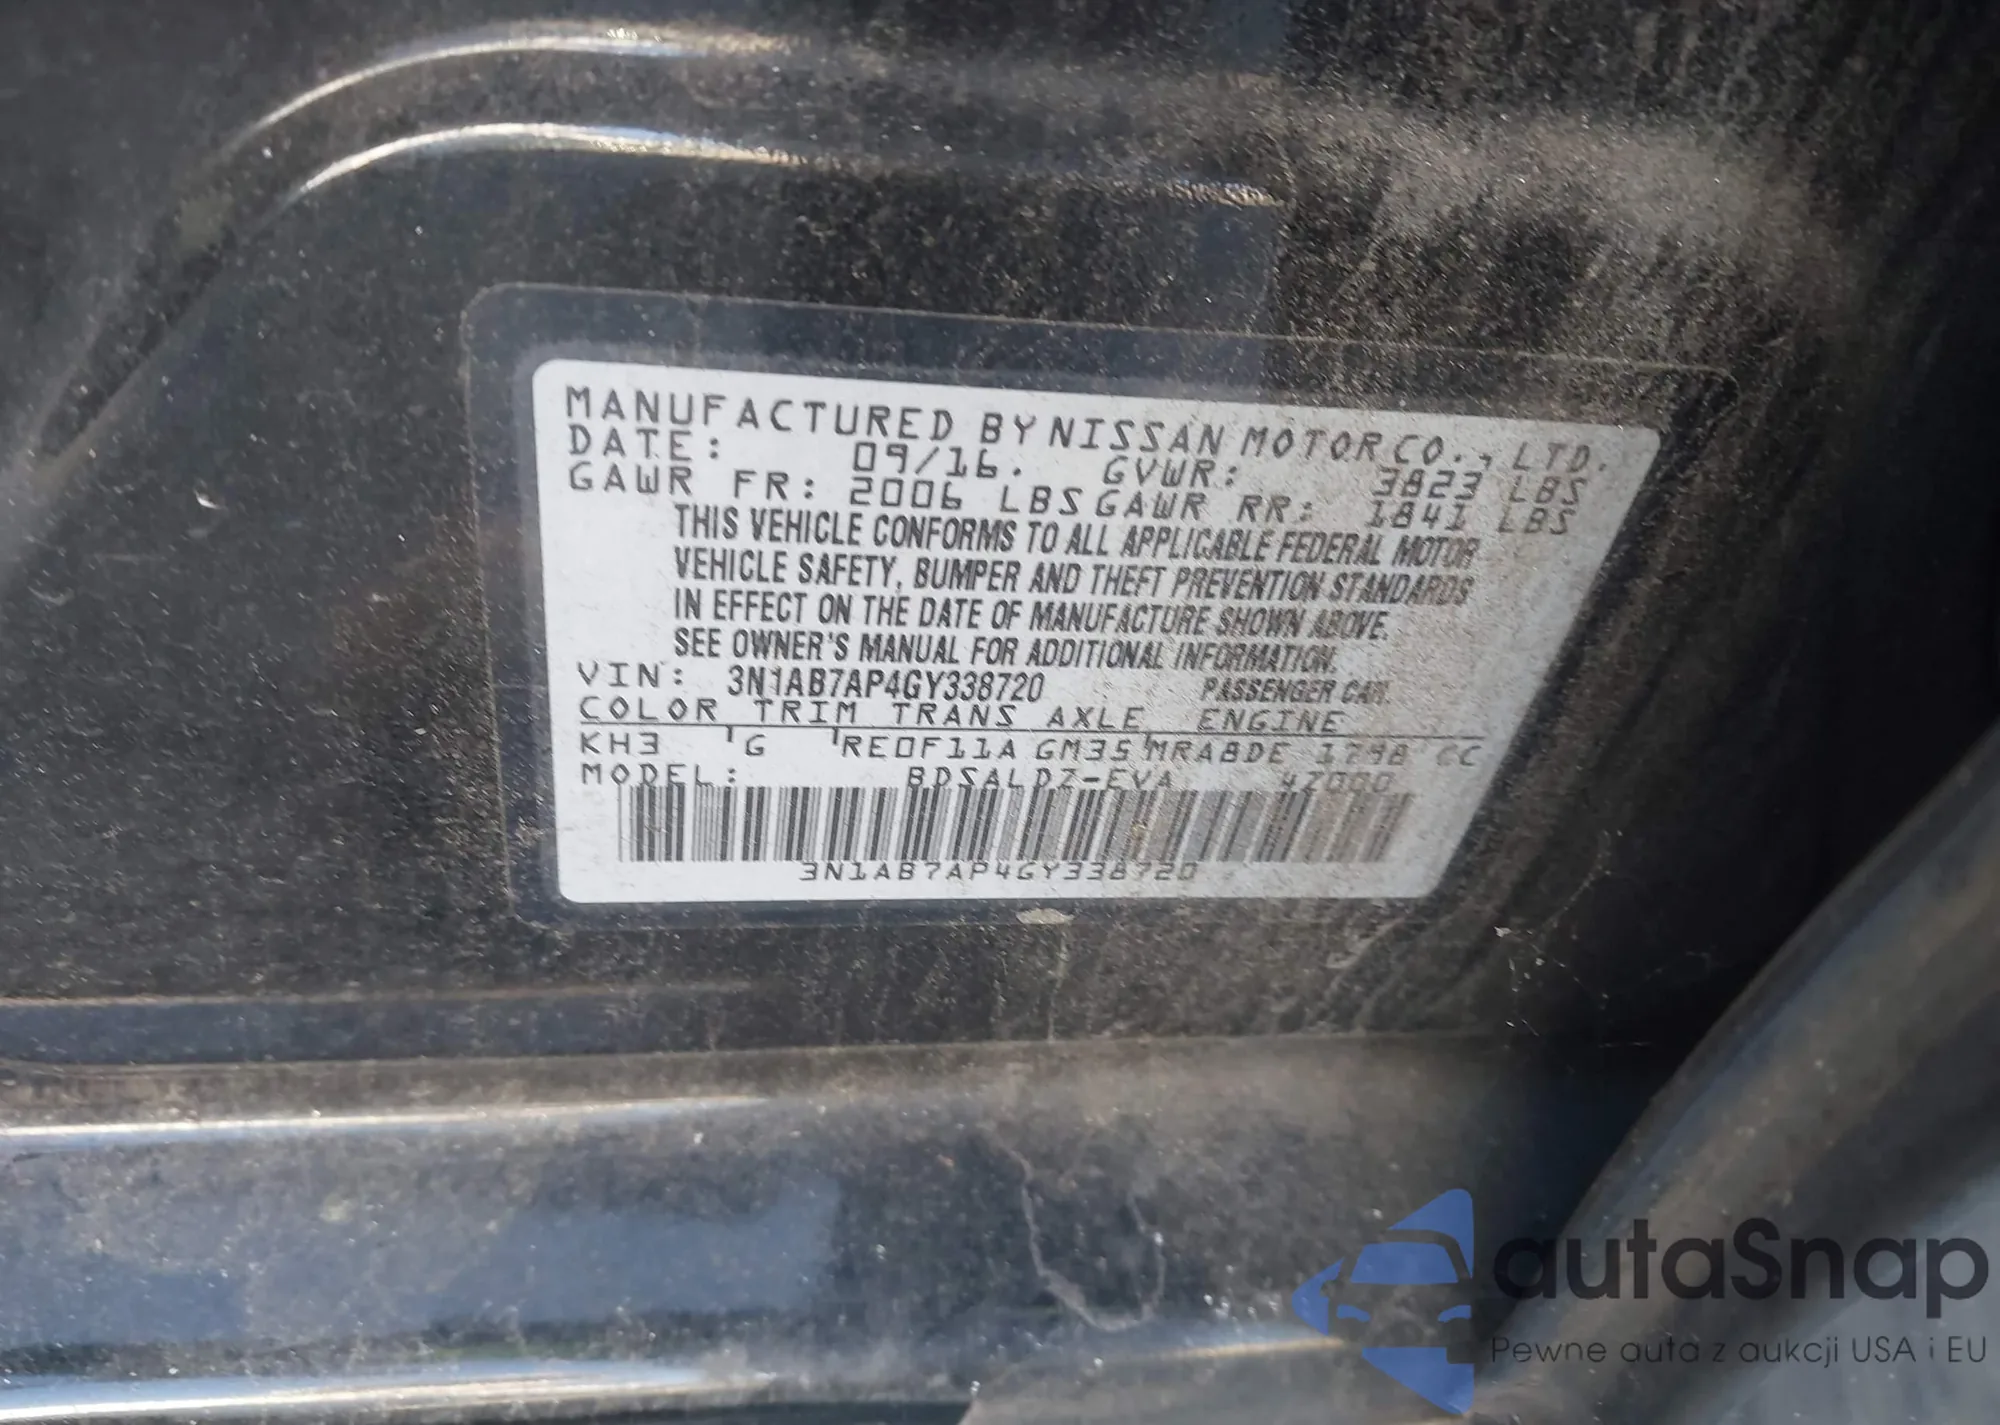 MANUFACTURED BY NISSAN MOTOR CO., LTD.
DATE: 09/16. GVWR: 3823 LBS
GAWR FR: 2006 LBS GAWR RR: 1841 LBS
THIS VEHICLE CONFORMS TO ALL APPLICABLE FEDERAL MOTOR
VEHICLE SAFETY, BUMPER AND THEFT PREVENTION STANDARDS
IN EFFECT ON THE DATE OF MANUFACTURE SHOWN ABOVE.
SEE OWNER'S MANUAL FOR ADDITIONAL INFORMATION.
VIN: 3N1AB7AP4GY338720 PASSENGER CAR.
COLOR TRIM TRANS AXLE ENGINE
KH3 G RE0F11A GM35 MRA8DE 1798 CC
MODEL: BDSALDZ-EVA 4Z000
3N1AB7AP4GY338720
autaSnap
Pewne auta z aukcji USA i EU